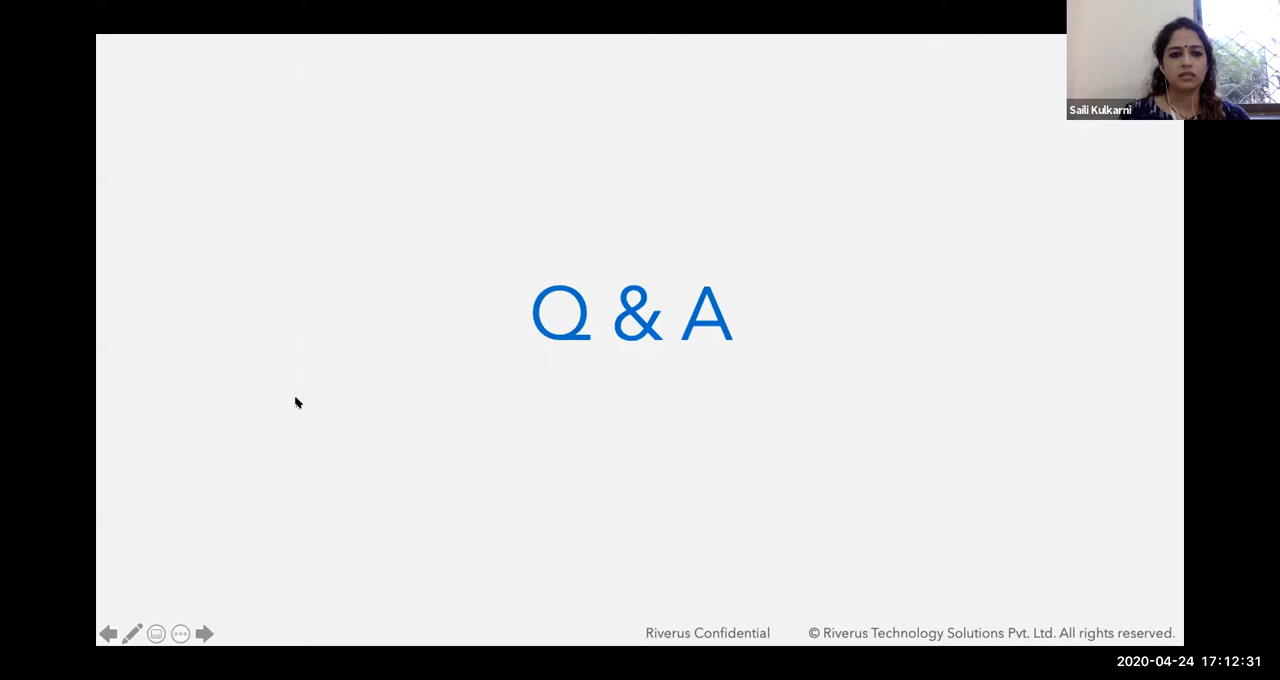 Saili Kulkarni
Q & A
Riverus Confidential
© Riverus Technology Solutions Pvt. Ltd. All rights reserved.
2020-04-24 17:12:31